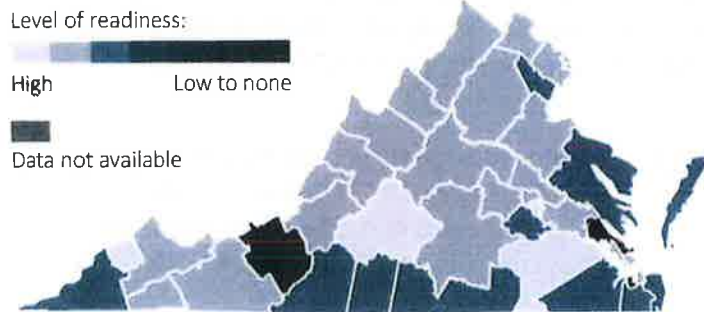 Level of readiness:
High Low to none
Data not available